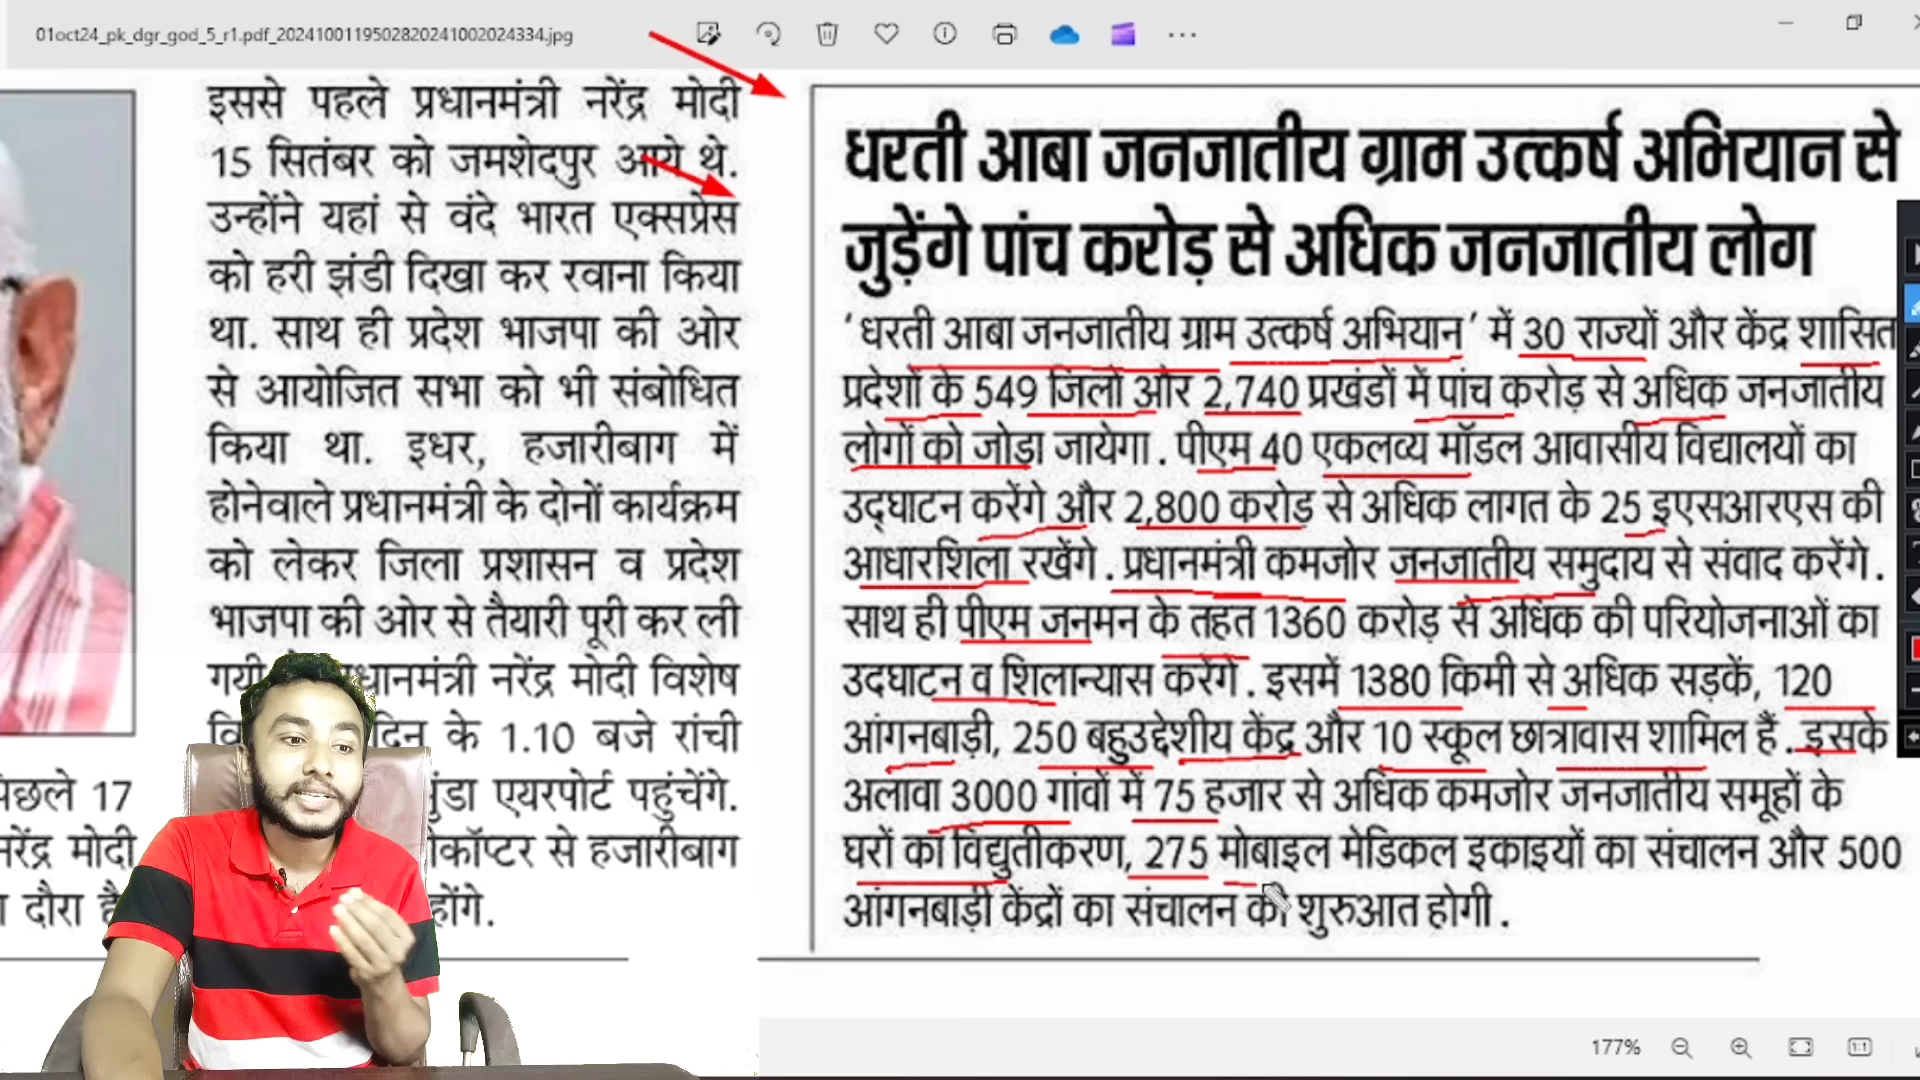 01oct24_pk_dgr_god_5_r1.pdf_2024100119502820241002024334.jpg
इससे पहले प्रधानमंत्री नरेंद्र मोदी
15 सितंबर को जमशेदपुर आये थे.
उन्होंने यहां से वंदे भारत एक्सप्रेस
को हरी झंडी दिखा कर रवाना किया
था. साथ ही प्रदेश भाजपा की ओर
से आयोजित सभा को भी संबोधित
किया था. इधर, हजारीबाग में
होनेवाले प्रधानमंत्री के दोनों कार्यक्रम
को लेकर जिला प्रशासन व प्रदेश
भाजपा की ओर से तैयारी पूरी कर ली
नरेंद्र मोदी विशेष
दिन के 1.10 बजे रांची
एयरपोर्ट पहुंचेंगे.
से हजारीबाग
होंगे.
17
मोदी
दौरा
धरती आबा जनजातीय ग्राम उत्कर्ष अभियान से
जुड़ेंगे पांच करोड़ से अधिक जनजातीय लोग
'धरती आबा जनजातीय ग्राम उत्कर्ष अभियान' में 30 राज्यों और केंद्र शासित
प्रदेशों के 549 जिलों और 2,740 प्रखंडों में पांच करोड़ से अधिक जनजातीय
लोगों को जोड़ा जायेगा. पीएम 40 एकलव्य मॉडल आवासीय विद्यालयों का
उद्घाटन करेंगे और 2,800 करोड़ से अधिक लागत के 25 इएसआरएस की
आधारशिला रखेंगे. प्रधानमंत्री कमजोर जनजातीय समुदाय से संवाद करेंगे.
साथ ही पीएम जनमन के तहत 1360 करोड़ से अधिक की परियोजनाओं का
उदघाटन व शिलान्यास करेंगे. इसमें 1380 किमी से अधिक सड़कें, 120
आंगनबाड़ी, 250 बहुउद्देशीय केंद्र और 10 स्कूल छात्रावास शामिल हैं. इसके
अलावा 3000 गांवों में 75 हजार से अधिक कमजोर जनजातीय समूहों के
घरों का विद्युतीकरण, 275 मोबाइल मेडिकल इकाइयों का संचालन और 500
आंगनबाड़ी केंद्रों का संचालन की शुरुआत होगी.
177%